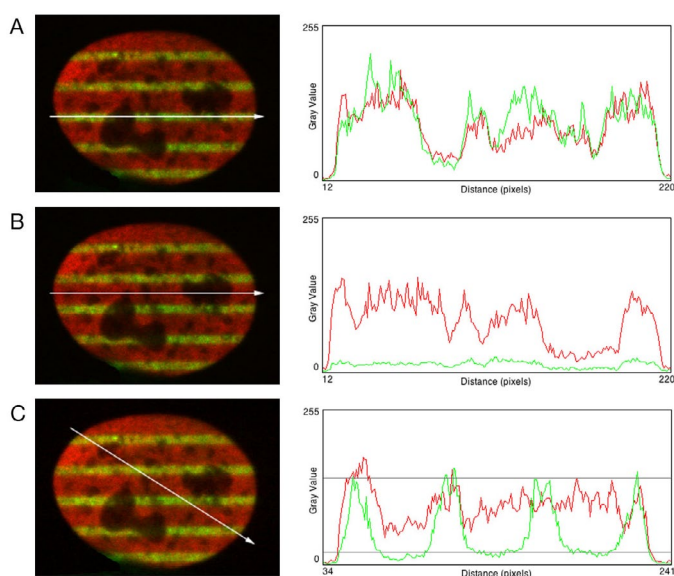 A
255
Gray Value
0
12
Distance (pixels)
220
B
255
Gray Value
0
12
Distance (pixels)
220
C
255
Gray Value
0
34
Distance (pixels)
241